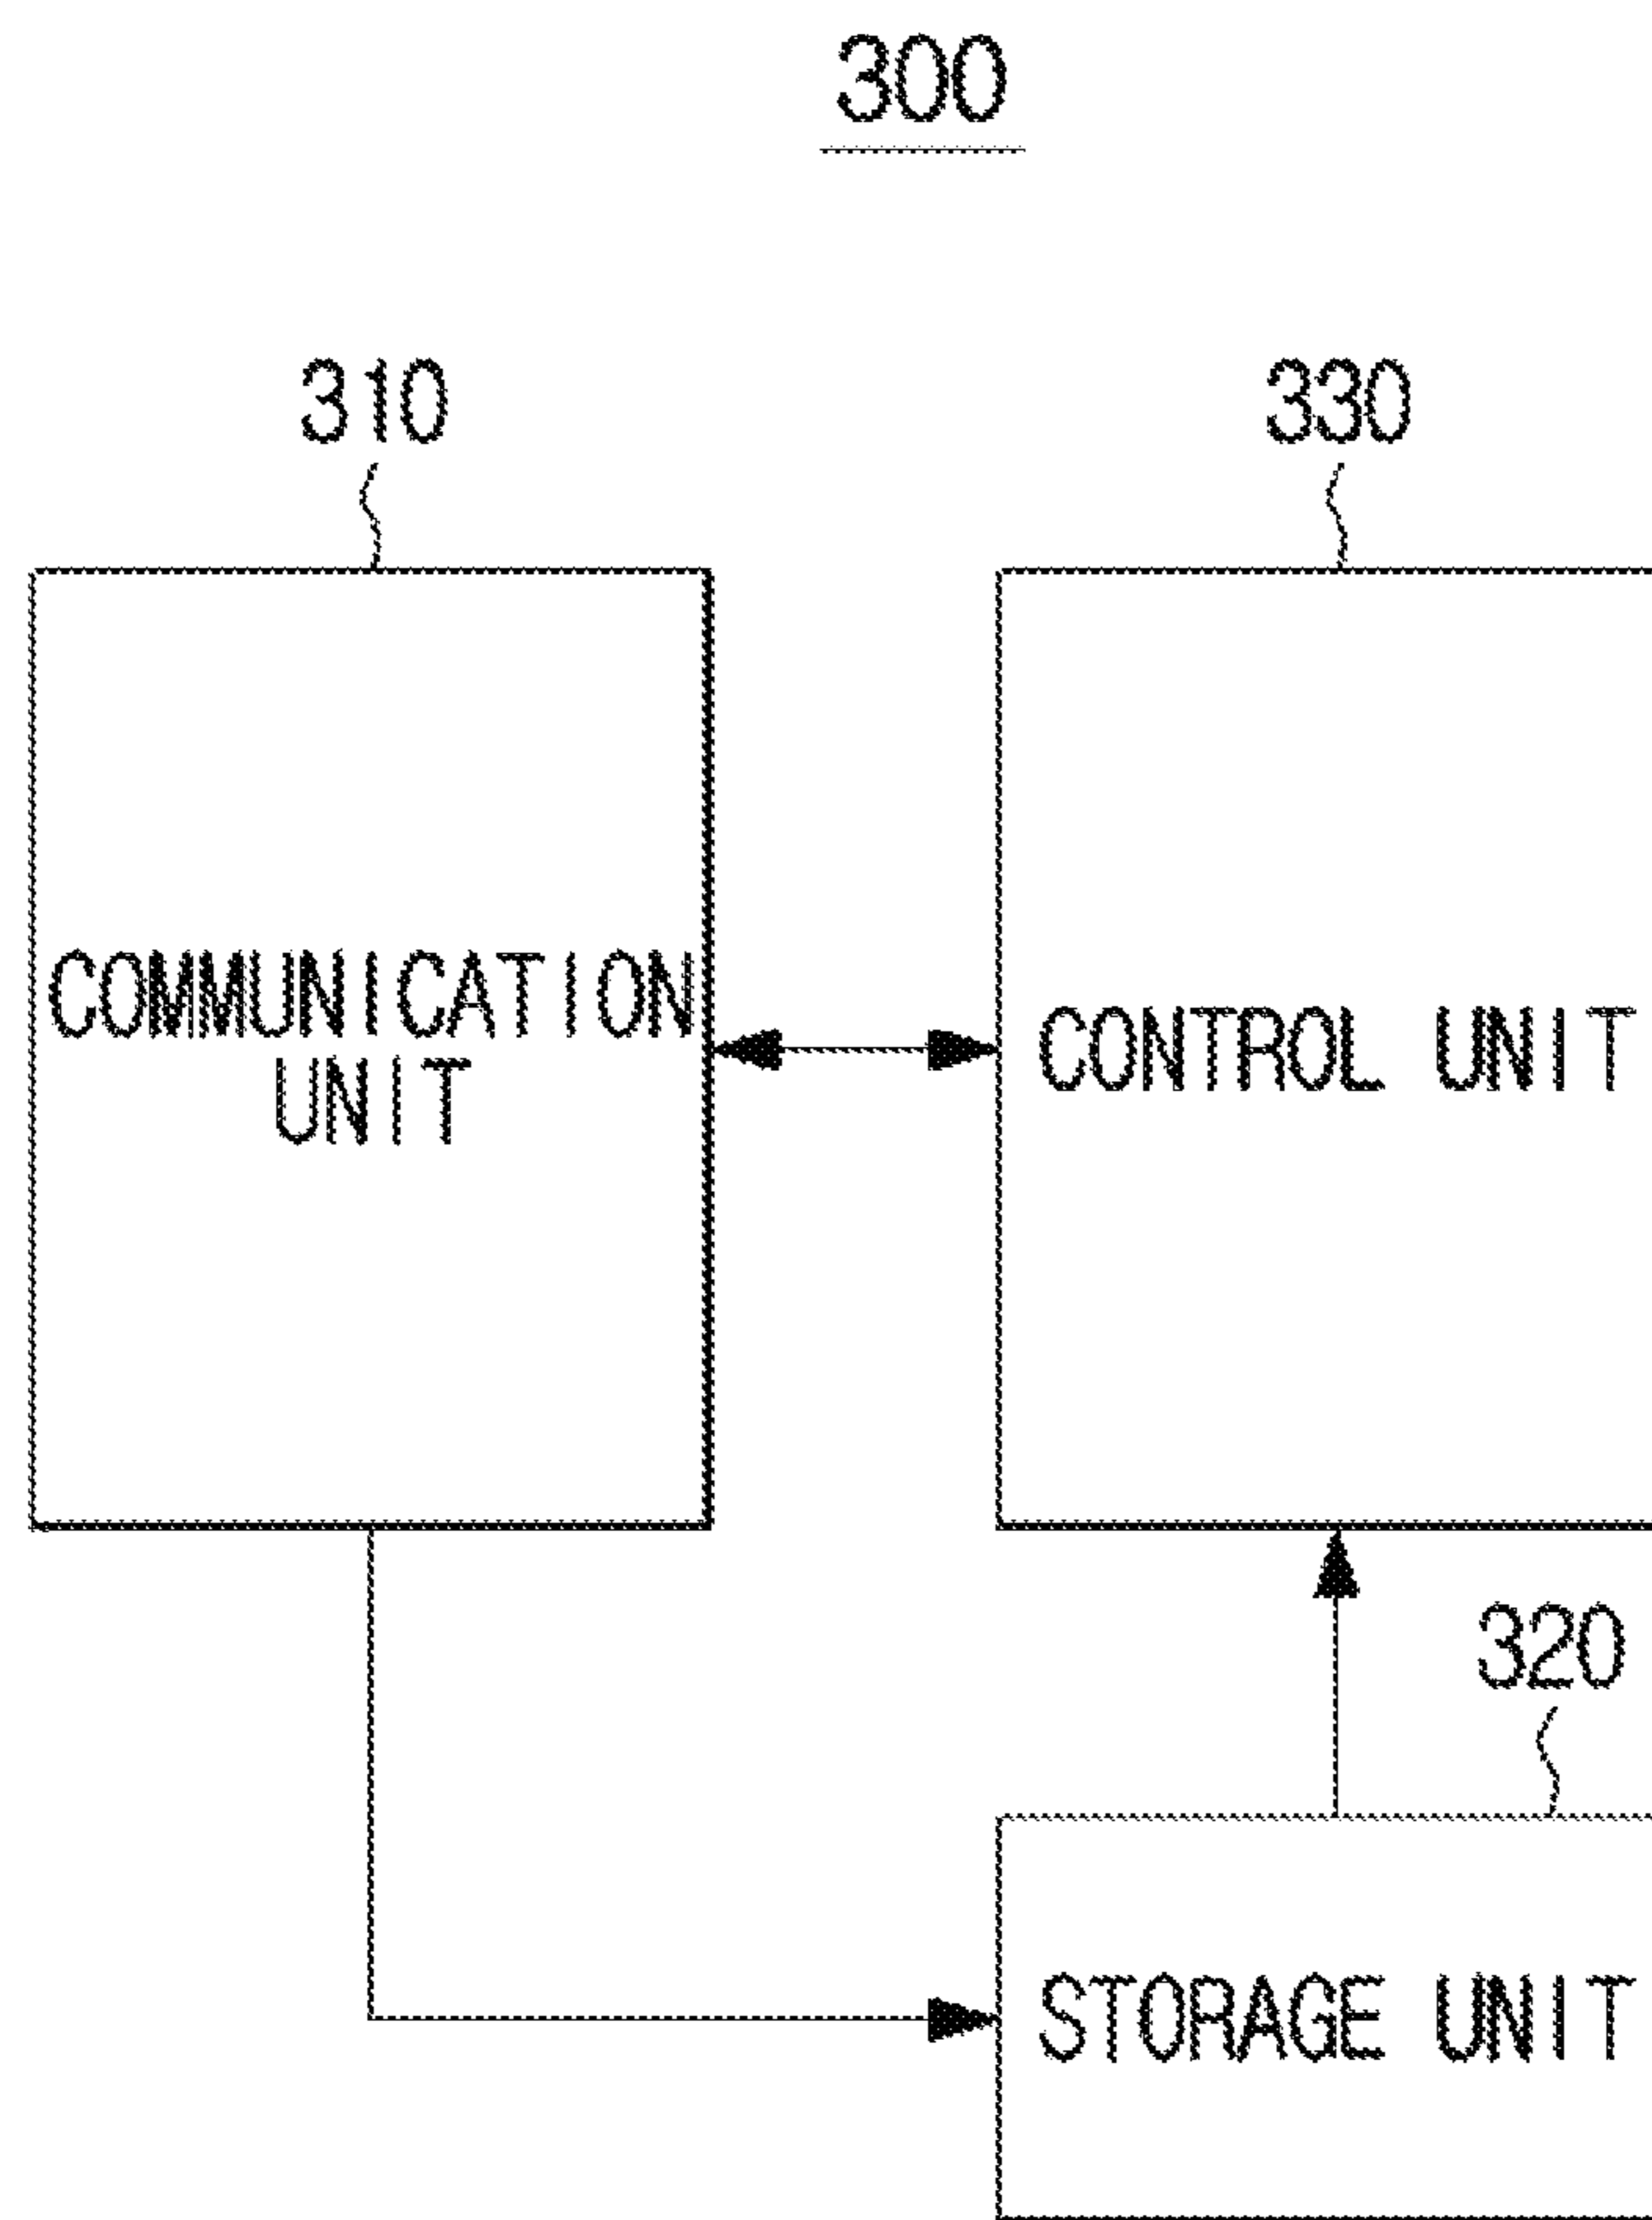 300
310
330
COMMUNICATION
UNIT
CONTROL UNIT
320
STORAGE UNIT